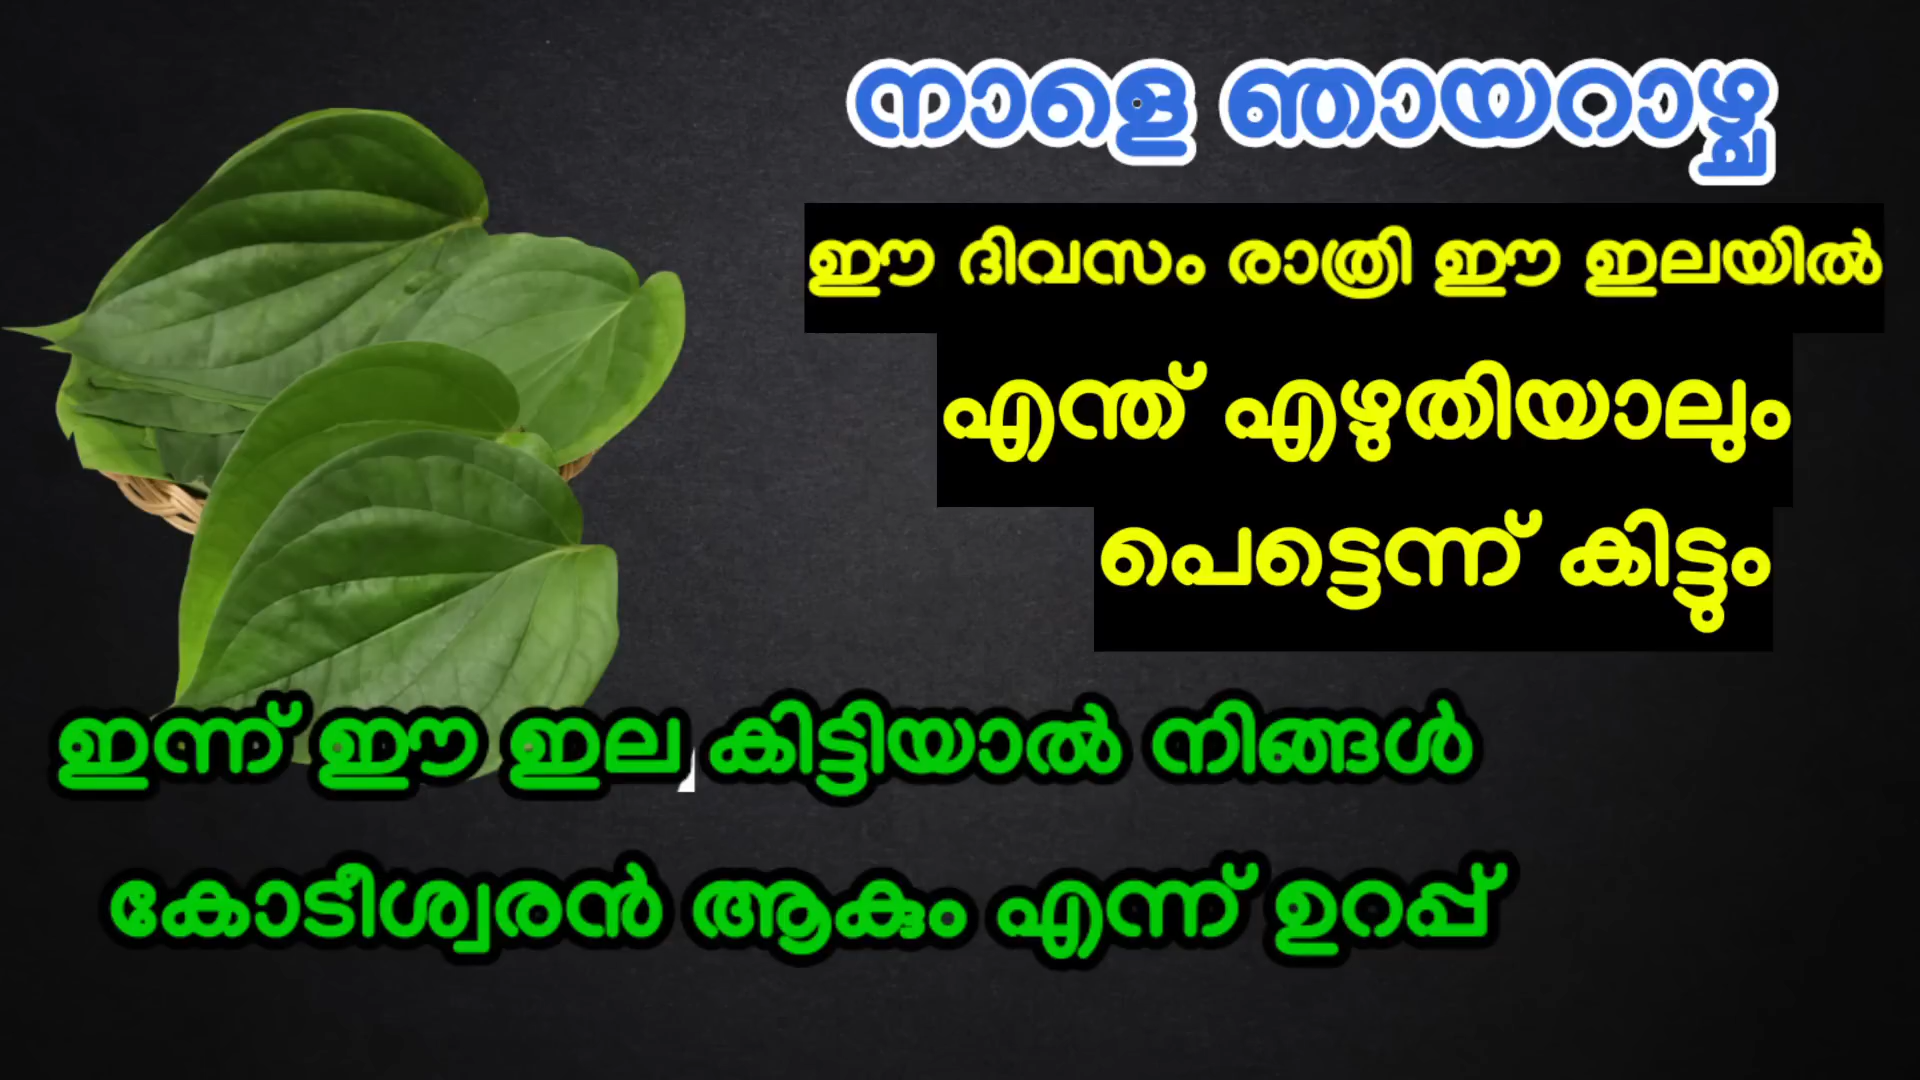 നാളെ ഞായറാഴ്ച
ഈ ദിവസം രാത്രി ഈ ഇലയിൽ
എന്ത് എഴുതിയാലും
പെട്ടെന്ന് കിട്ടും
ഇന്ന് ഈ ഇല കിട്ടിയാൽ നിങ്ങൾ
കോടീശ്വരൻ ആകും എന്ന് ഉറപ്പ്